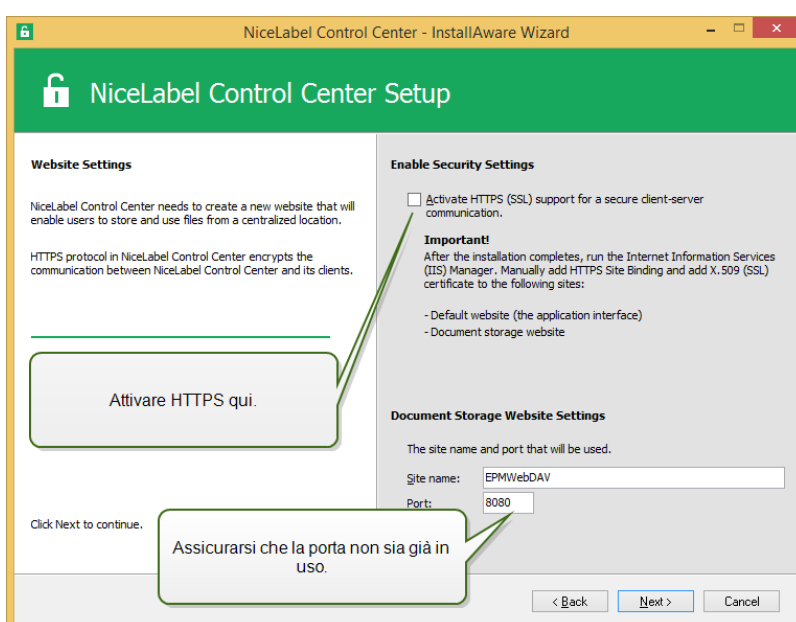 NiceLabel Control Center - InstallAware Wizard
NiceLabel Control Center Setup
Website Settings
NiceLabel Control Center needs to create a new website that will
enable users to store and use files from a centralized location.
HTTPS protocol in NiceLabel Control Center encrypts the
communication between NiceLabel Control Center and its clients.
Attivare HTTPS qui.
Click Next to continue.
Enable Security Settings
Activate HTTPS (SSL) support for a secure client-server
communication.
Important!
After the installation completes, run the Internet Information Services
(IIS) Manager. Manually add HTTPS Site Binding and add X.509 (SSL)
certificate to the following sites:
- Default website (the application interface)
- Document storage website
Document Storage Website Settings
The site name and port that will be used.
Site name: EPMWebDAV
Port: 8080
Assicurarsi che la porta non sia già in
uso.
< Back Next > Cancel